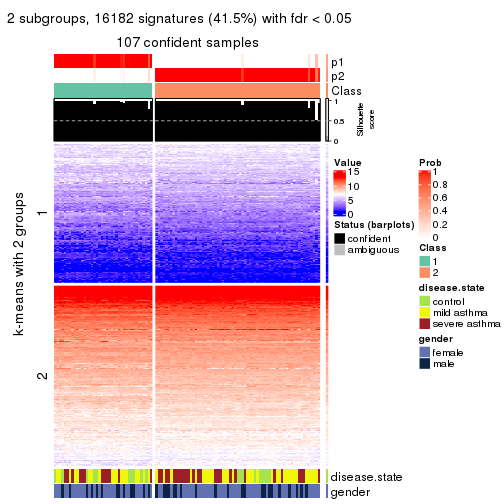 2 subgroups, 16182 signatures (41.5%) with fdr < 0.05
107 confident samples
p1
p2
Class
1
0.5
0
Silhouette
score
k-means with 2 groups
1
2
disease.state
gender
Value
15
10
5
0
Status (barplots)
confident
ambiguous
Prob
1
0.8
0.6
0.4
0.2
0
Class
1
2
disease.state
control
mild asthma
severe asthma
gender
female
male